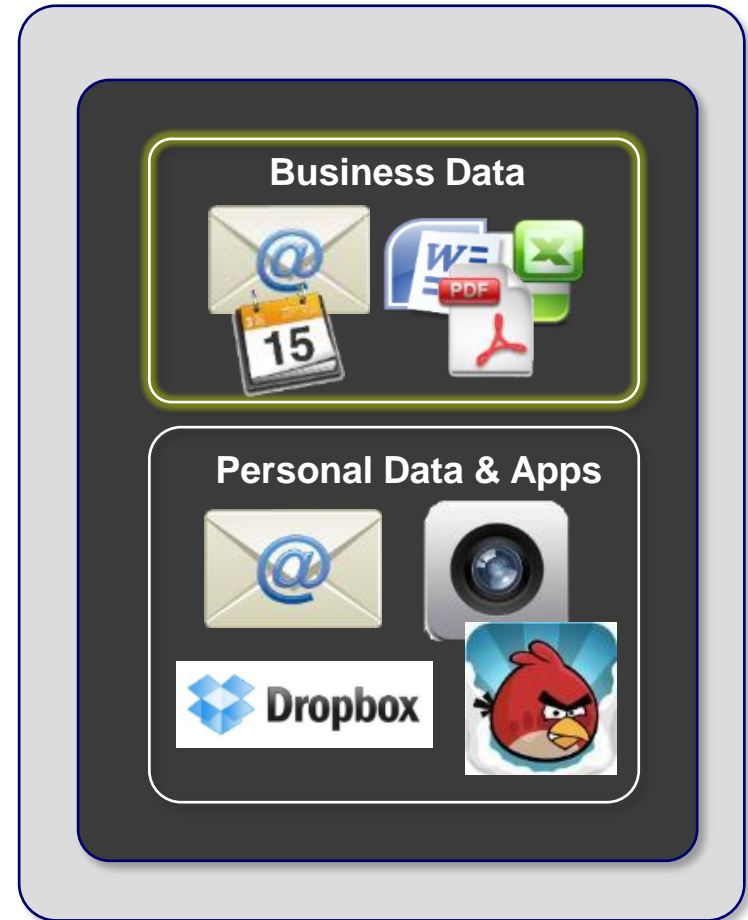 Business Data
@
W
X
PDF
15
Personal Data & Apps
@
Dropbox